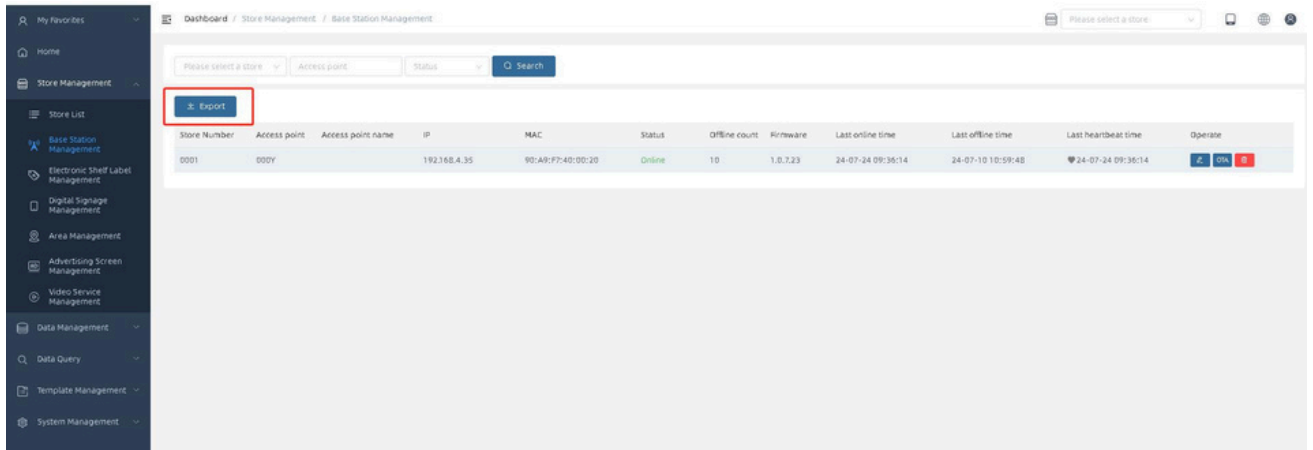 My Favorites
Dashboard / Store Management / Base Station Management
Please select a store
Home
Store Management
Please select a store
Access point
Status
Search
Export
Store List
Base Station
Management
Electronic Shelf Label
Management
Digital Signage
Management
Area Management
Advertising Screen
Management
Video Service
Management
Data Management
Data Query
Template Management
System Management
Store Number Access point Access point name IP MAC Status Offline count Firmware Last online time Last offline time Last heartbeat time Operate
0001 000Y 192.168.4.35 90:A9:F7:40:00:20 Online 10 1.0.7.23 24-07-24 09:36:14 24-07-10 10:59:48 24-07-24 09:36:14 OTA